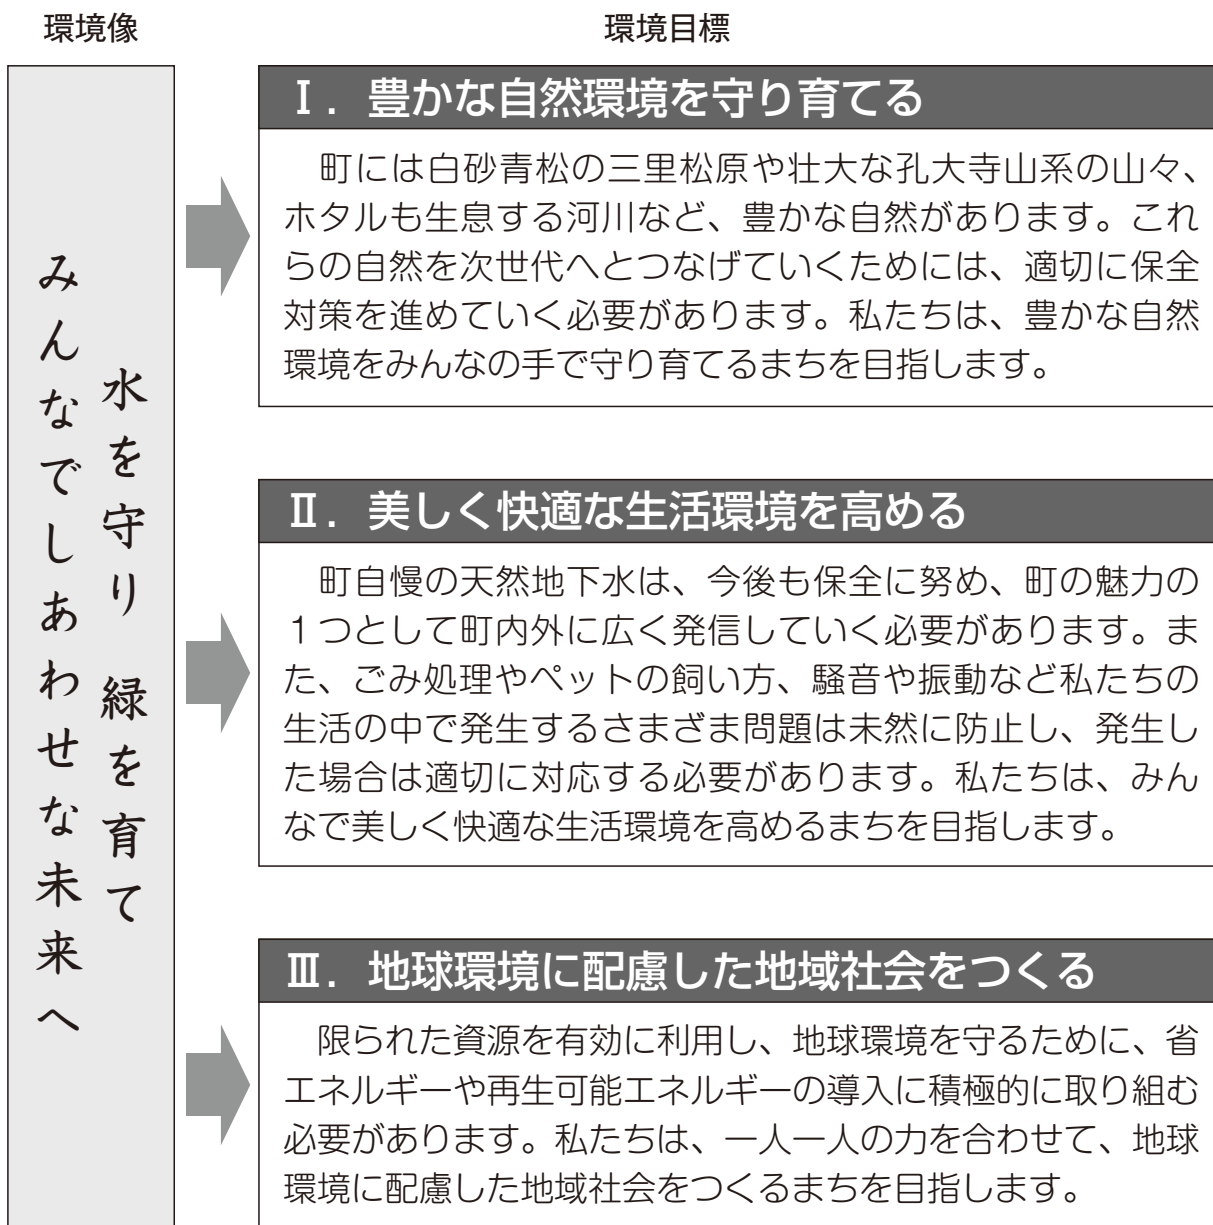 環境像
環境目標
水を守り 緑を育て
みんなでしあわせな未来へ
Ⅰ．豊かな自然環境を守り育てる
　町には白砂青松の三里松原や壮大な孔大寺山系の山々、
ホタルも生息する河川など、豊かな自然があります。これ
らの自然を次世代へとつなげていくためには、適切に保全
対策を進めていく必要があります。私たちは、豊かな自然
環境をみんなの手で守り育てるまちを目指します。
Ⅱ．美しく快適な生活環境を高める
　町自慢の天然地下水は、今後も保全に努め、町の魅力の
１つとして町内外に広く発信していく必要があります。ま
た、ごみ処理やペットの飼い方、騒音や振動など私たちの
生活の中で発生するさまざま問題は未然に防止し、発生し
た場合は適切に対応する必要があります。私たちは、みん
なで美しく快適な生活環境を高めるまちを目指します。
Ⅲ．地球環境に配慮した地域社会をつくる
　限られた資源を有効に利用し、地球環境を守るために、省
エネルギーや再生可能エネルギーの導入に積極的に取り組む
必要があります。私たちは、一人一人の力を合わせて、地球
環境に配慮した地域社会をつくるまちを目指します。